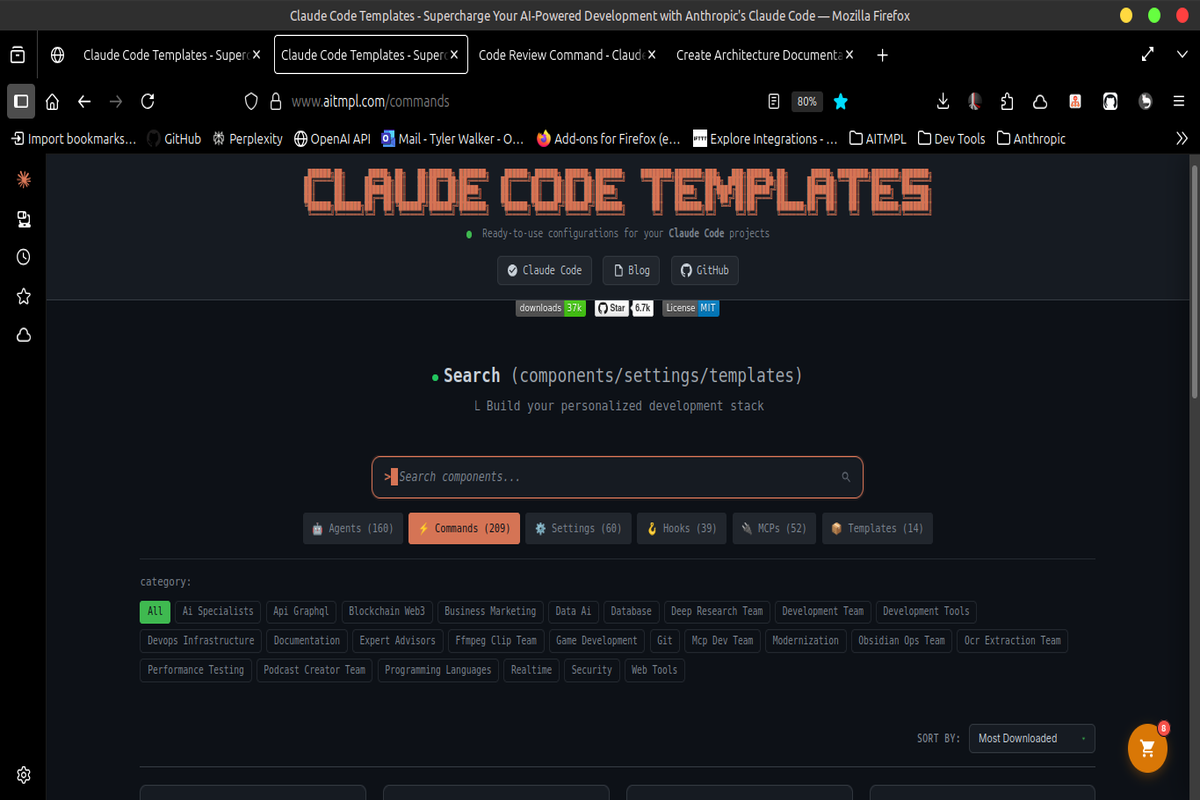 Claude Code Templates - Supercharge Your AI-Powered Development with Anthropic's Claude Code — Mozilla Firefox
Claude Code Templates - Superc × Claude Code Templates - Superc × Code Review Command - Claude × Create Architecture Documenta × +
www.aitmpl.com/commands 80%
Import bookmarks... GitHub Perplexity OpenAI API Mail - Tyler Walker - O... Add-ons for Firefox (e... IFTTT Explore Integrations - ... AITMPL Dev Tools Anthropic
CLAUDE CODE TEMPLATES
Ready-to-use configurations for your Claude Code projects
Claude Code Blog GitHub
downloads 37k Star 6.7k License MIT
Search (components/settings/templates)
└ Build your personalized development stack
> Search components...
Agents (160) Commands (209) Settings (60) Hooks (39) MCPs (52) Templates (14)
category:
All Ai Specialists Api Graphql Blockchain Web3 Business Marketing Data Ai Database Deep Research Team Development Team Development Tools
Devops Infrastructure Documentation Expert Advisors Ffmpeg Clip Team Game Development Git Mcp Dev Team Modernization Obsidian Ops Team Ocr Extraction Team
Performance Testing Podcast Creator Team Programming Languages Realtime Security Web Tools
SORT BY: Most Downloaded
8